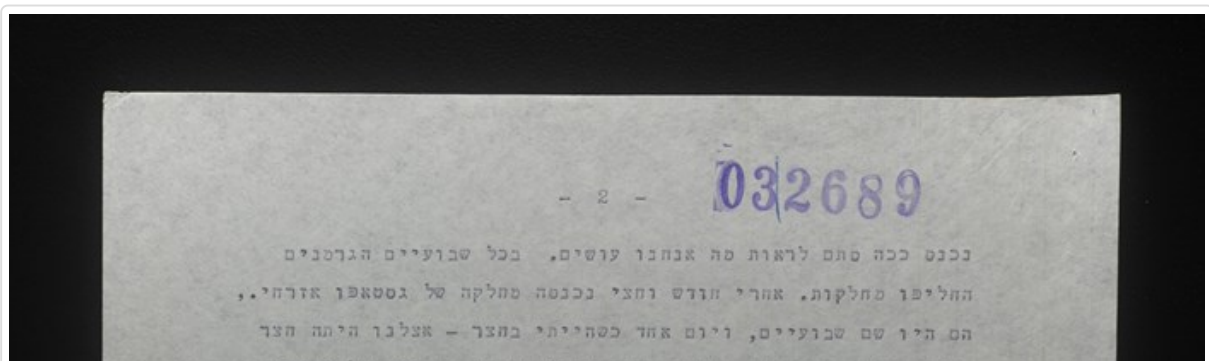 032689
- 2 -
נכנס ככה סתם לראות מה אנחנו עושים. בכל שבועיים הגרמנים
החליפו מחלקות. אחרי חודש וחצי נכנסה מחלקה של גסטאפו אזרחי.,
הם היו שם שבועיים, ויום אחד כשהייתי בחצר – אצלנו היתה חצר